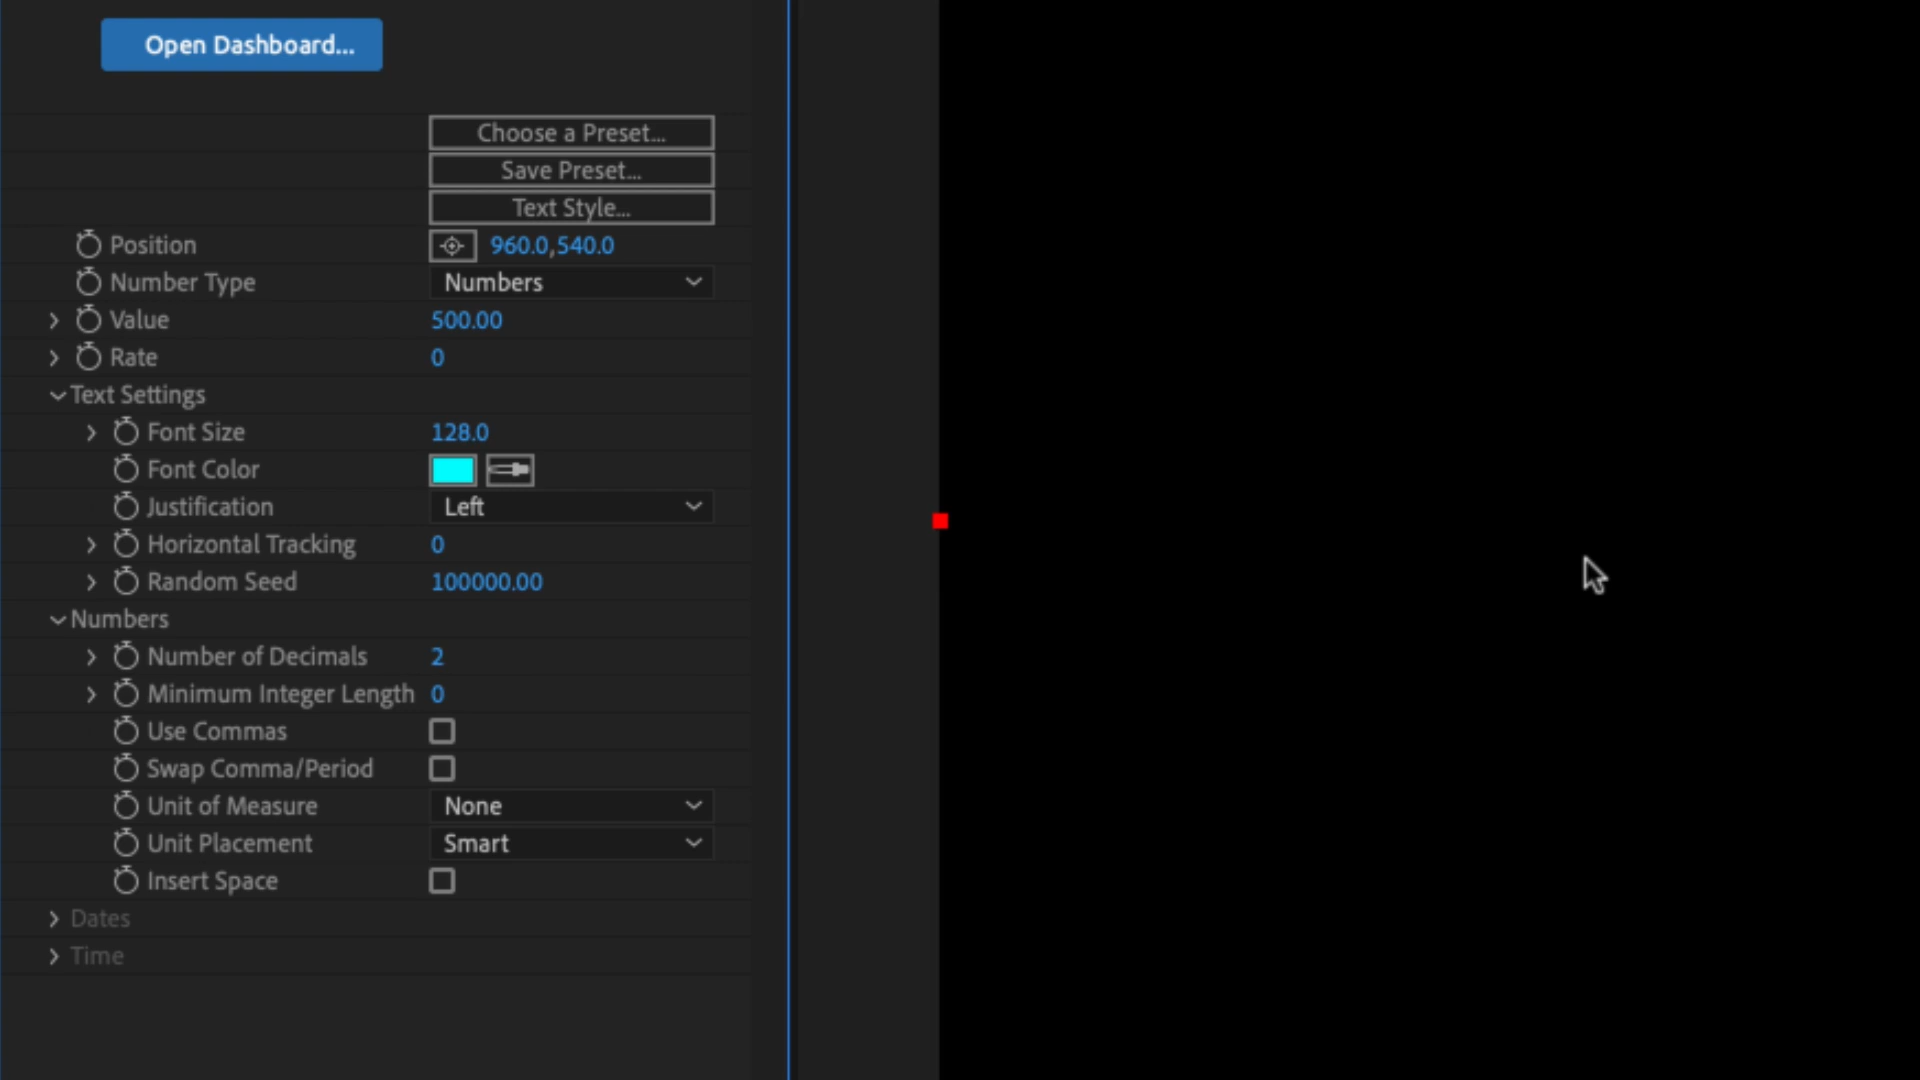 Open Dashboard...
Choose a Preset...
Save Preset...
Text Style...
Position 960.0,540.0
Number Type Numbers
Value 500.00
Rate 0
Text Settings
Font Size 128.0
Font Color
Justification Left
Horizontal Tracking 0
Random Seed 100000.00
Numbers
Number of Decimals 2
Minimum Integer Length 0
Use Commas
Swap Comma/Period
Unit of Measure None
Unit Placement Smart
Insert Space
Dates
Time